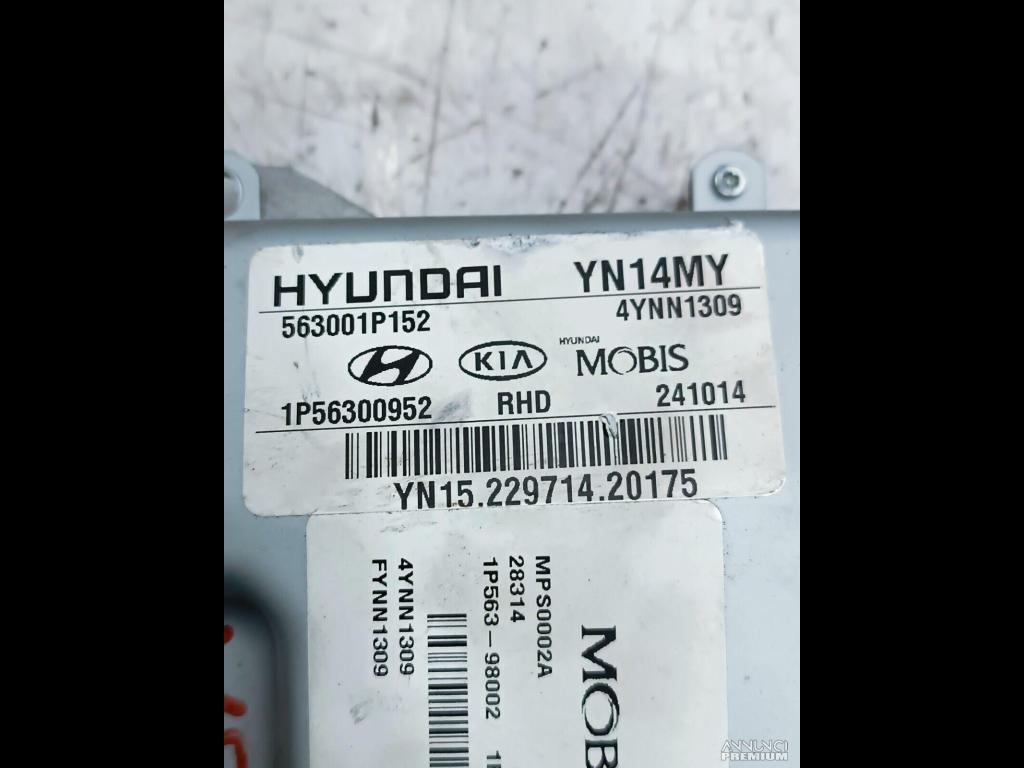 HYUNDAI YN14MY
563001P152 4YNN1309
KIA HYUNDAI MOBIS
1P56300952 RHD 241014
YN15.229714.20175
MPS0002A
28314
1P563-98002
4YNN1309
FYNN1309
ANNUNCI
PREMIUM